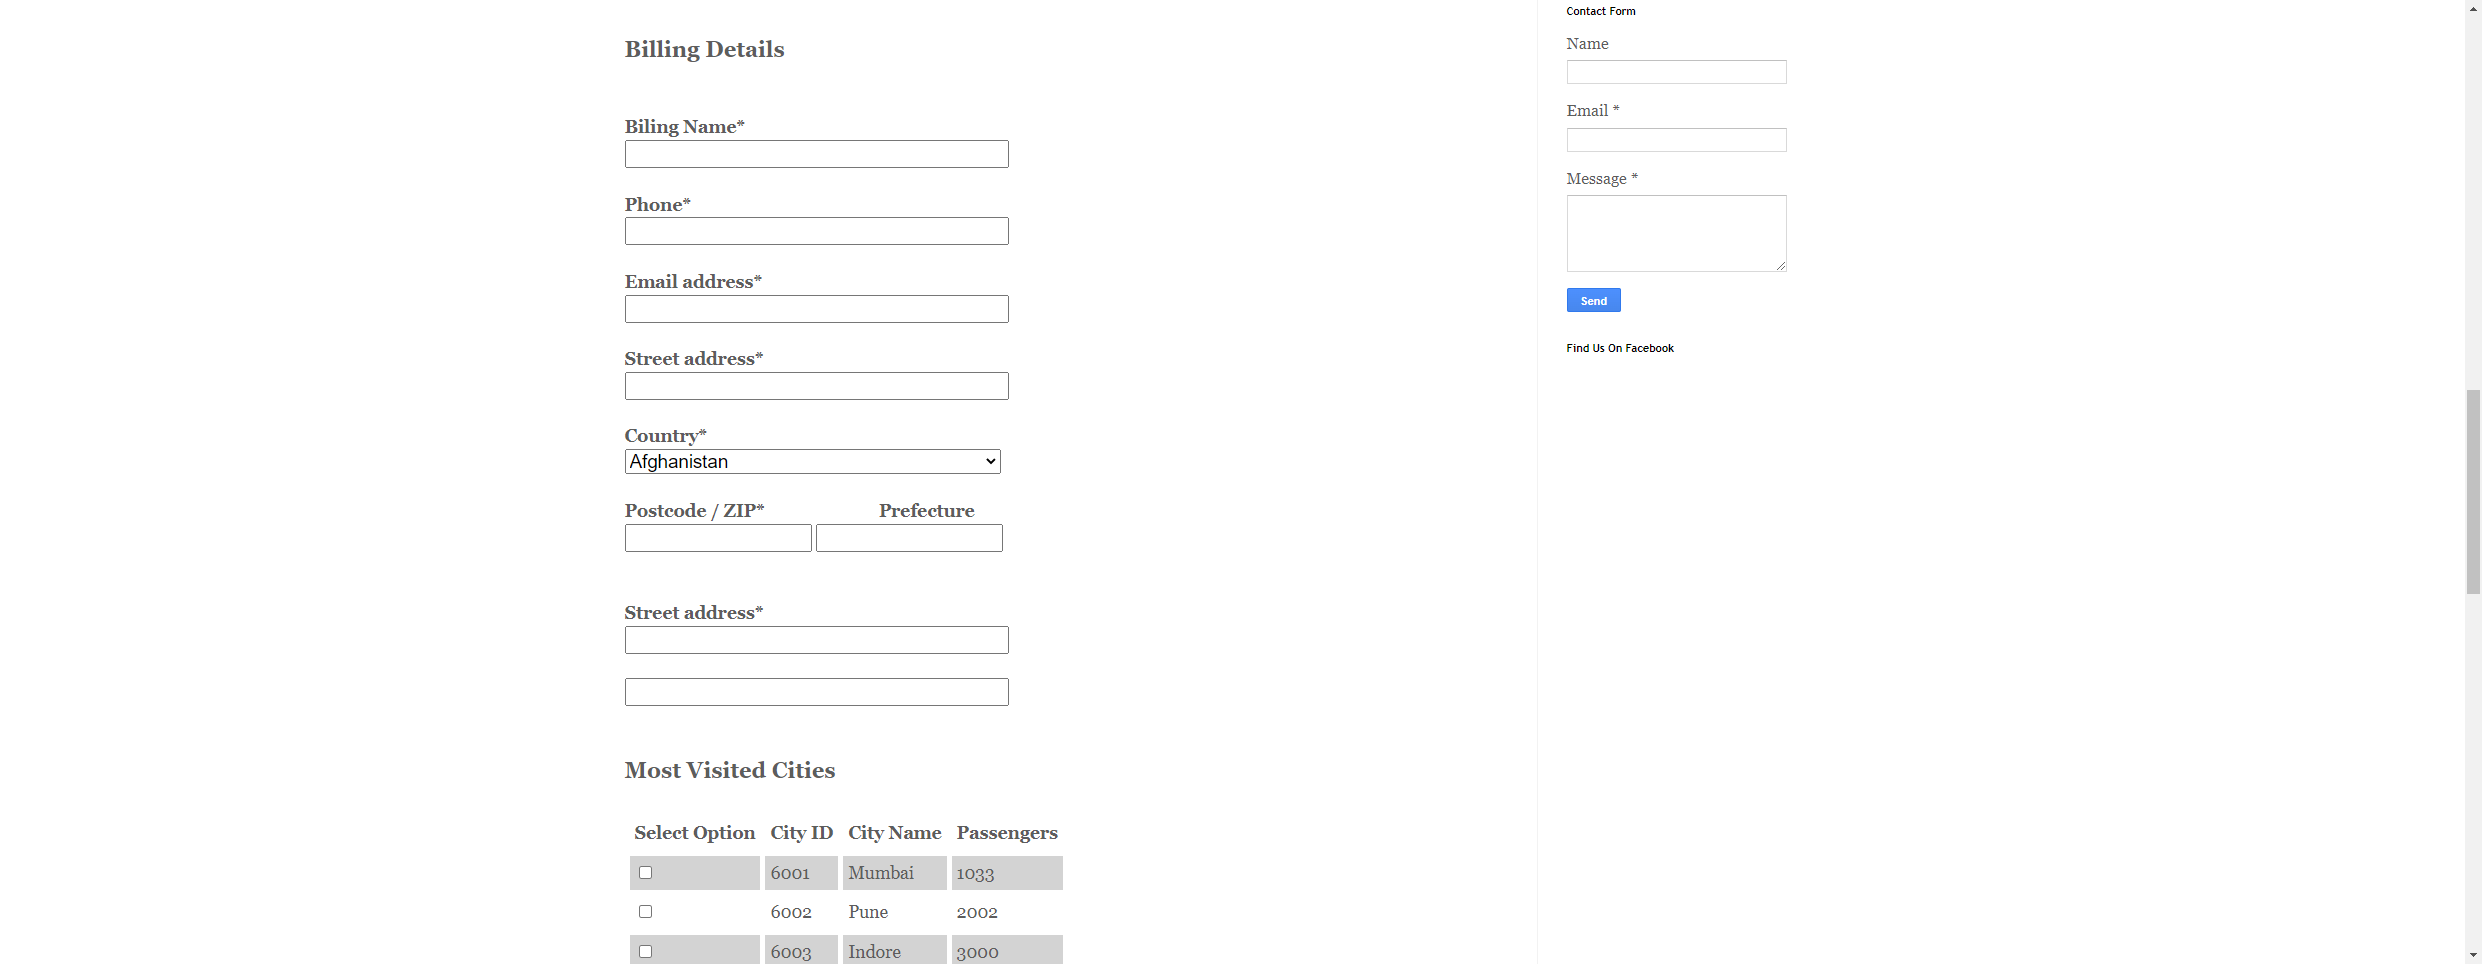 Billing Details
Biling Name*
Phone*
Email address*
Street address*
Country*
Afghanistan
Postcode / ZIP* Prefecture
Street address*
Most Visited Cities
Select Option City ID City Name Passengers
6001 Mumbai 1033
6002 Pune 2002
6003 Indore 3000
Contact Form
Name
Email *
Message *
Send
Find Us On Facebook